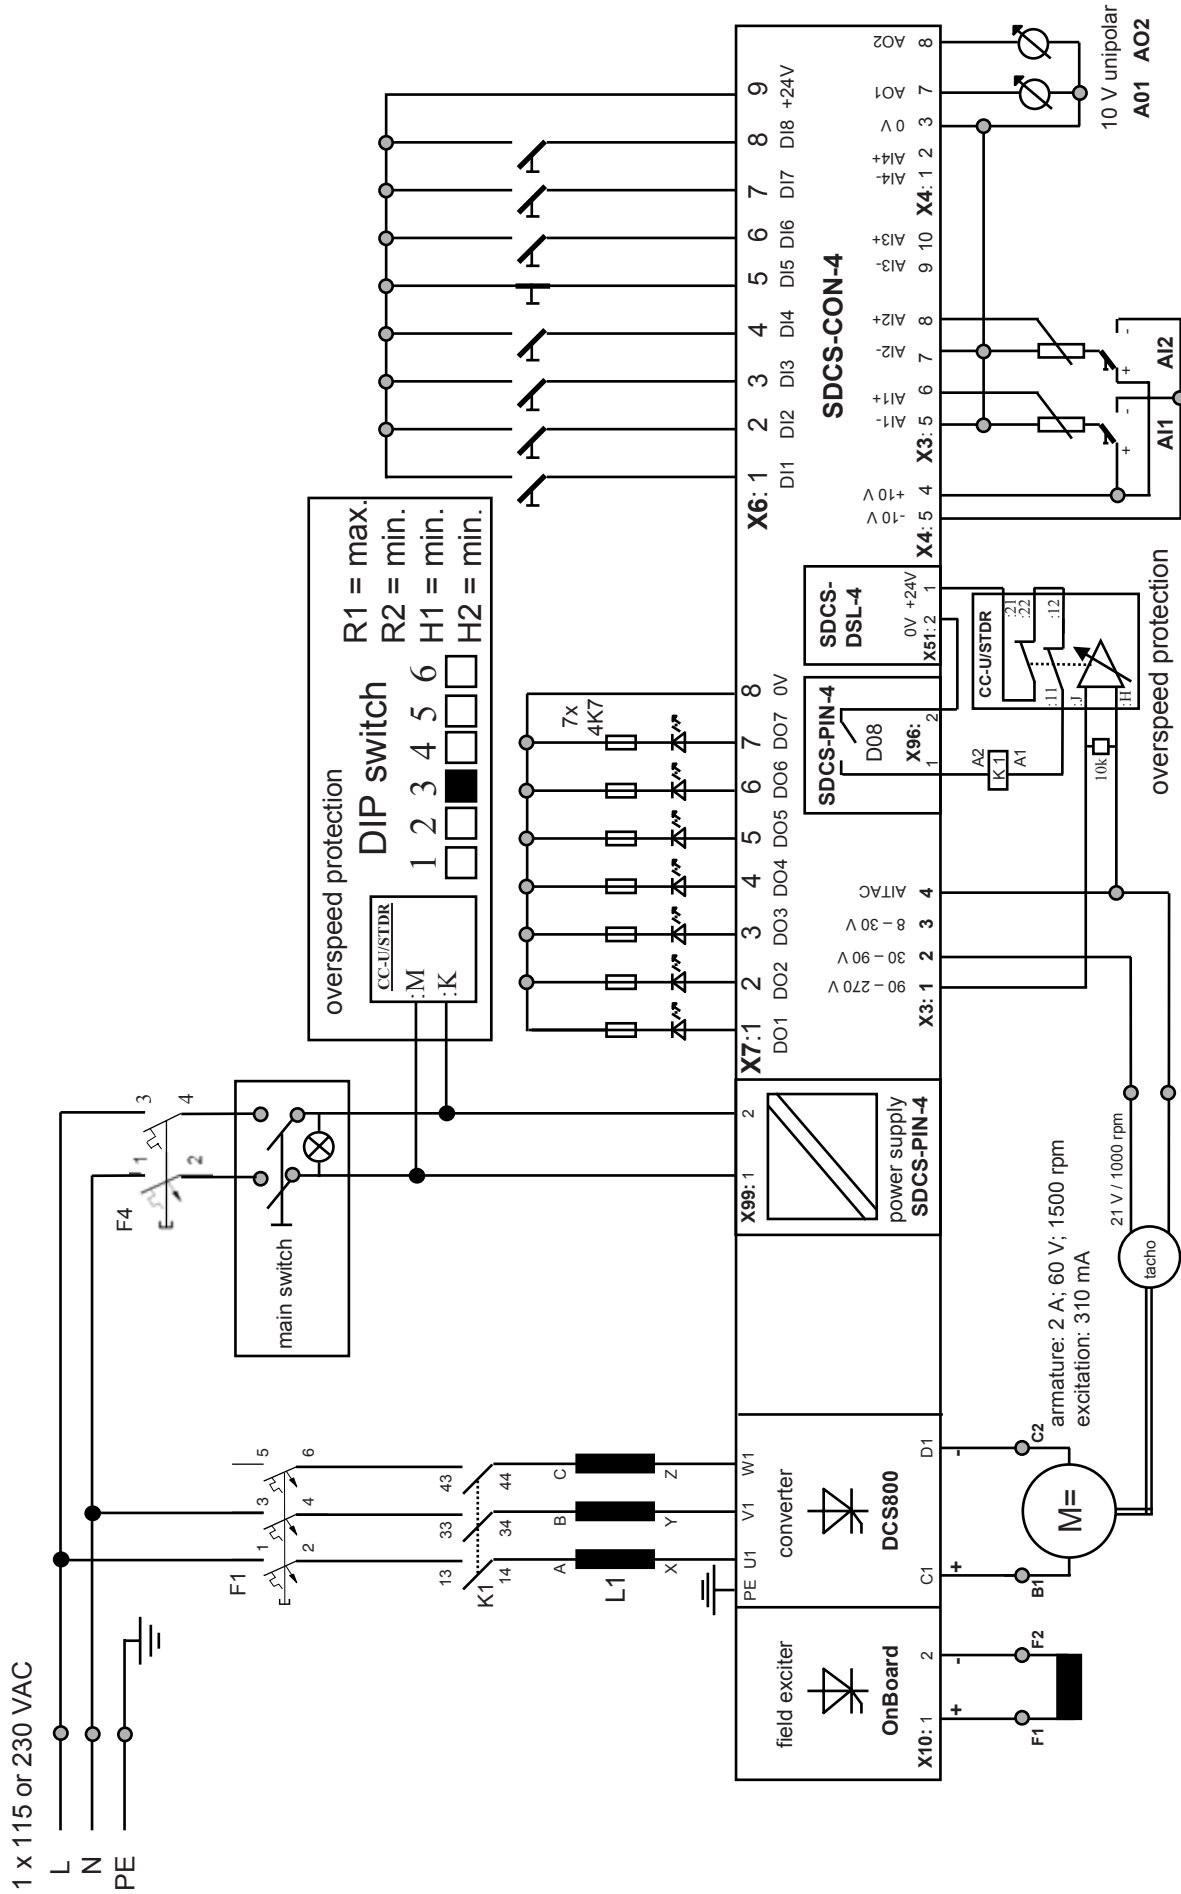 1 x 115 or 230 VAC
L
N
PE
F4
1
2
3
4
main switch
F1
1
3
5
2
4
6
K1
13
33
43
14
34
44
L1
A
B
C
X
Y
Z
overspeed protection
CC-U/STDR
:M
:K
DIP switch
1 2 3 4 5 6
R1 = max.
R2 = min.
H1 = min.
H2 = min.
7x
4K7
field exciter
OnBoard
X10: 1 2
+ -
F1 F2
PE U1 V1 W1
converter
DCS800
C1 D1
+ -
B1 C2
M=
armature: 2 A; 60 V; 1500 rpm
excitation: 310 mA
tacho
21 V / 1000 rpm
X99: 1 2
power supply
SDCS-PIN-4
X7:1 2 3 4 5 6 7 8
DO1 DO2 DO3 DO4 DO5 DO6 DO7 0V
90 – 270 V
30 – 90 V
8 – 30 V
AITAC
X3: 1 2 3 4
SDCS-PIN-4
D08
X96:
1 2
SDCS-
DSL-4
0V +24V
X51: 2 1
A2
K 1
A1
10k
CC-U/STDR
:11
:J
:H
:21
:22
:12
overspeed protection
X6: 1 2 3 4 5 6 7 8 9
DI1 DI2 DI3 DI4 DI5 DI6 DI7 DI8 +24V
SDCS-CON-4
-10 V
+10 V
AI1-
AI1+
AI2-
AI2+
AI3-
AI3+
AI4-
AI4+
0 V
AO1
AO2
X4: 5 4
X3: 5 6 7 8 9 10
X4: 1 2 3 7 8
+ -
+ -
AI1 AI2
10 V unipolar
A01 AO2